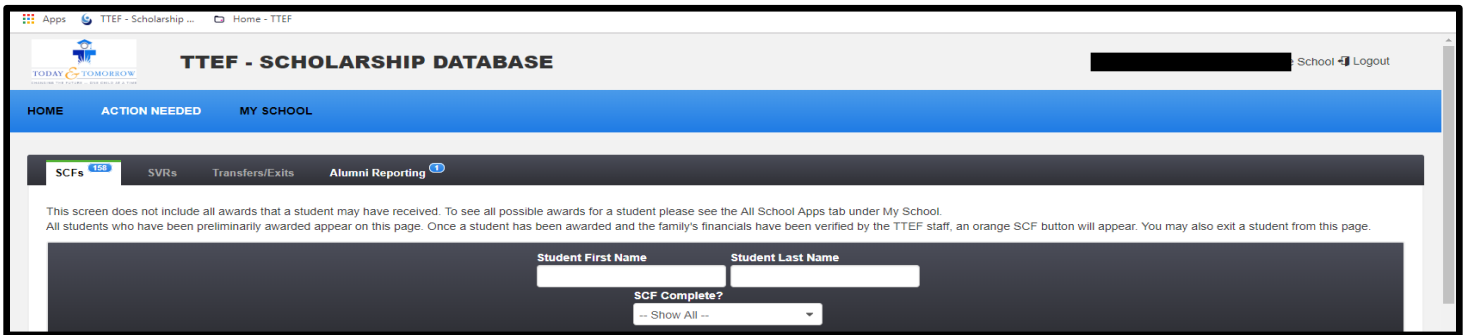 Apps TTEF - Scholarship ... Home - TTEF
TODAY & TOMORROW
TTEF - SCHOLARSHIP DATABASE
School Logout
HOME ACTION NEEDED MY SCHOOL
SCFs 158 SVRs Transfers/Exits Alumni Reporting 1
This screen does not include all awards that a student may have received. To see all possible awards for a student please see the All School Apps tab under My School.
All students who have been preliminarily awarded appear on this page. Once a student has been awarded and the family's financials have been verified by the TTEF staff, an orange SCF button will appear. You may also exit a student from this page.
Student First Name Student Last Name
SCF Complete?
-- Show All --